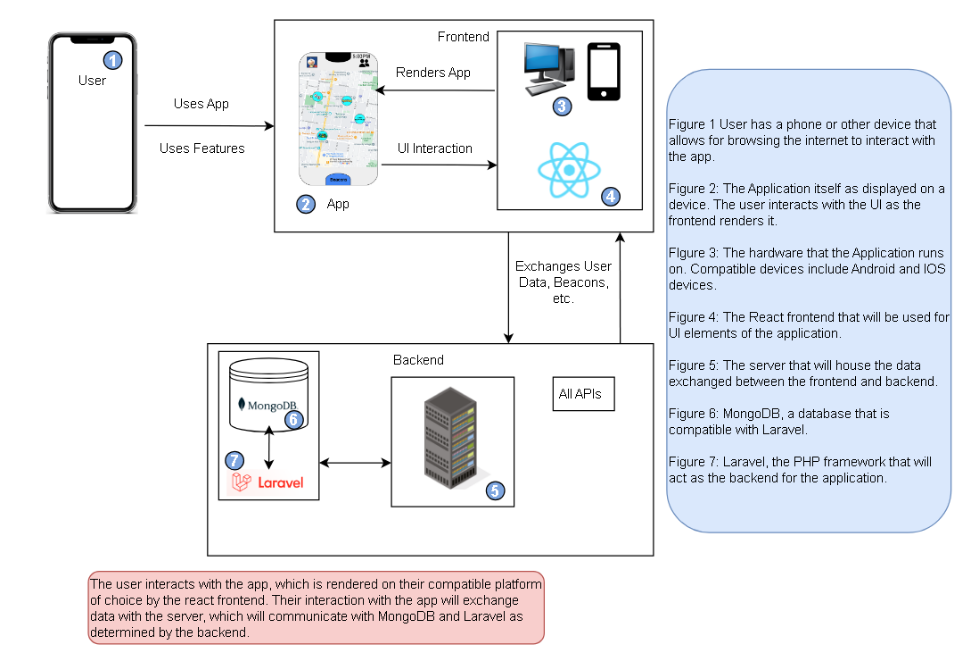 1
User
Uses App
Uses Features
Frontend
5:03 PM
Renders App
UI Interaction
Beacon
2
App
3
4
Exchanges User
Data, Beacons,
etc.
Backend
MongoDB
6
7
Laravel
5
All APIs
Figure 1 User has a phone or other device that
allows for browsing the internet to interact with
the app.
Figure 2: The Application itself as displayed on a
device. The user interacts with the UI as the
frontend renders it.
FIgure 3: The hardware that the Application runs
on. Compatible devices include Android and IOS
devices.
Figure 4: The React frontend that will be used for
UI elements of the application.
Figure 5: The server that will house the data
exchanged between the frontend and backend.
Figure 6: MongoDB, a database that is
compatible with Laravel.
Figure 7: Laravel, the PHP framework that will
act as the backend for the application.
The user interacts with the app, which is rendered on their compatible platform
of choice by the react frontend. Their interaction with the app will exchange
data with the server, which will communicate with MongoDB and Laravel as
determined by the backend.